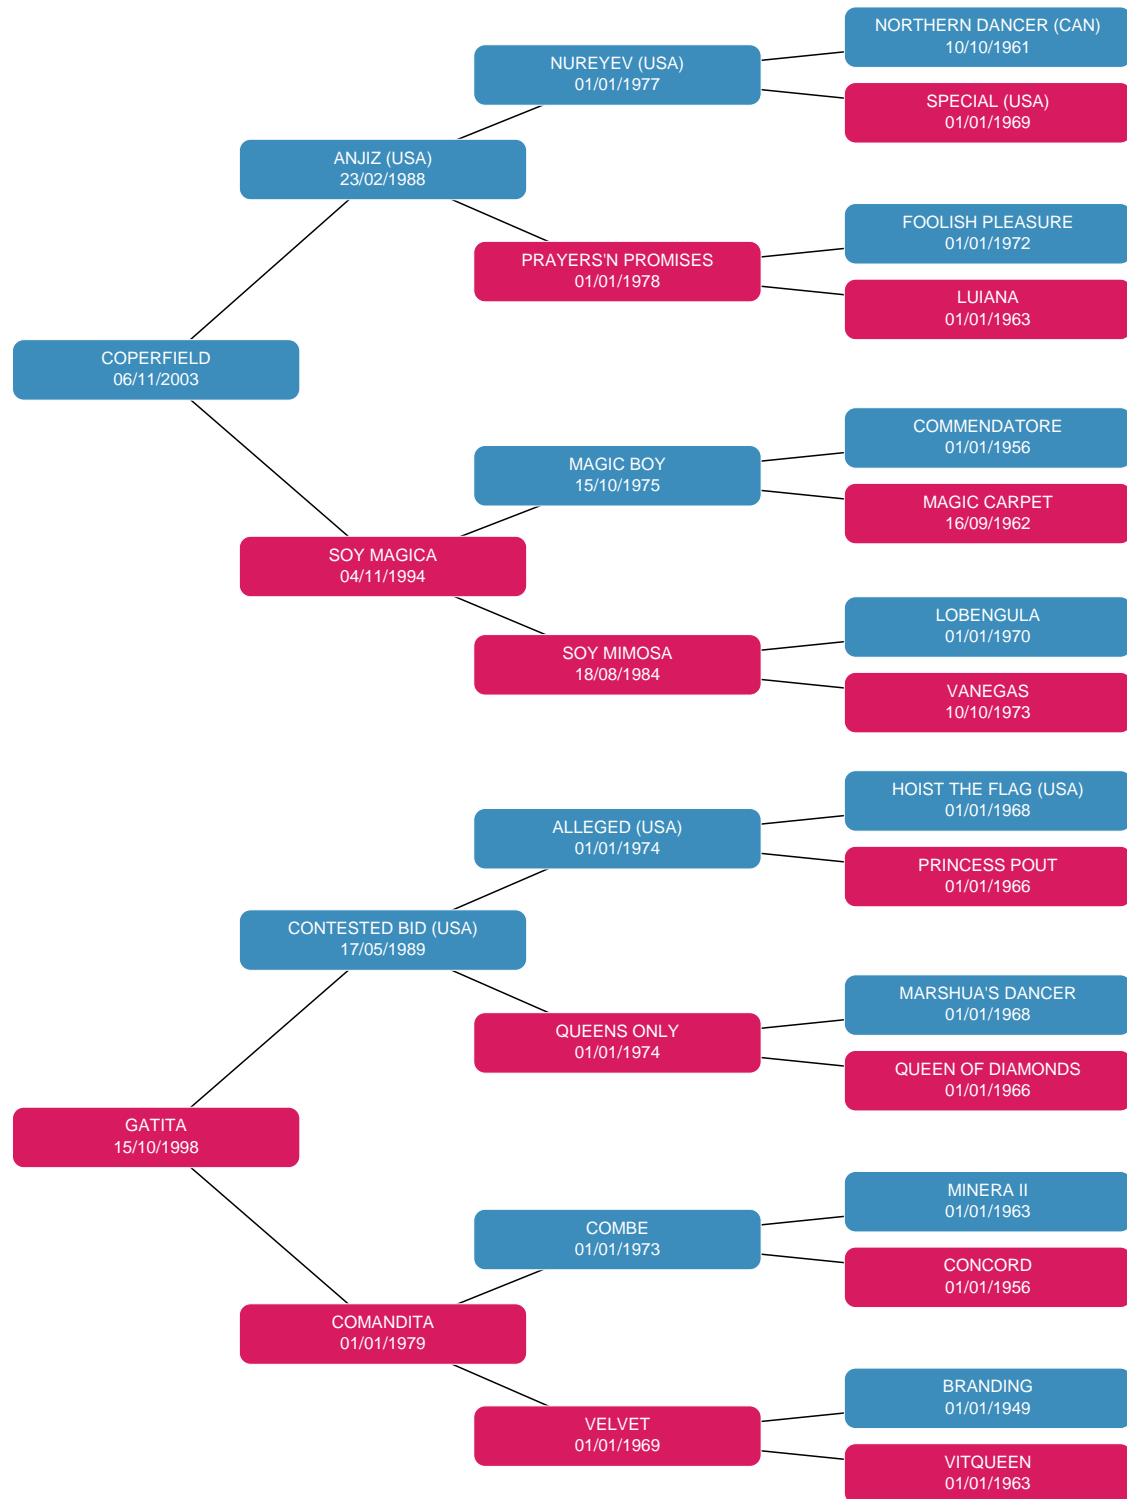 NORTHERN DANCER (CAN)
10/10/1961
NUREYEV (USA)
01/01/1977
SPECIAL (USA)
01/01/1969
ANJIZ (USA)
23/02/1988
FOOLISH PLEASURE
01/01/1972
PRAYERS'N PROMISES
01/01/1978
LUIANA
01/01/1963
COPERFIELD
06/11/2003
COMMENDATORE
01/01/1956
MAGIC BOY
15/10/1975
MAGIC CARPET
16/09/1962
SOY MAGICA
04/11/1994
LOBENGULA
01/01/1970
SOY MIMOSA
18/08/1984
VANEGAS
10/10/1973
HOIST THE FLAG (USA)
01/01/1968
ALLEGED (USA)
01/01/1974
PRINCESS POUT
01/01/1966
CONTESTED BID (USA)
17/05/1989
MARSHUA'S DANCER
01/01/1968
QUEENS ONLY
01/01/1974
QUEEN OF DIAMONDS
01/01/1966
GATITA
15/10/1998
MINERA II
01/01/1963
COMBE
01/01/1973
CONCORD
01/01/1956
COMANDITA
01/01/1979
BRANDING
01/01/1949
VELVET
01/01/1969
VITQUEEN
01/01/1963